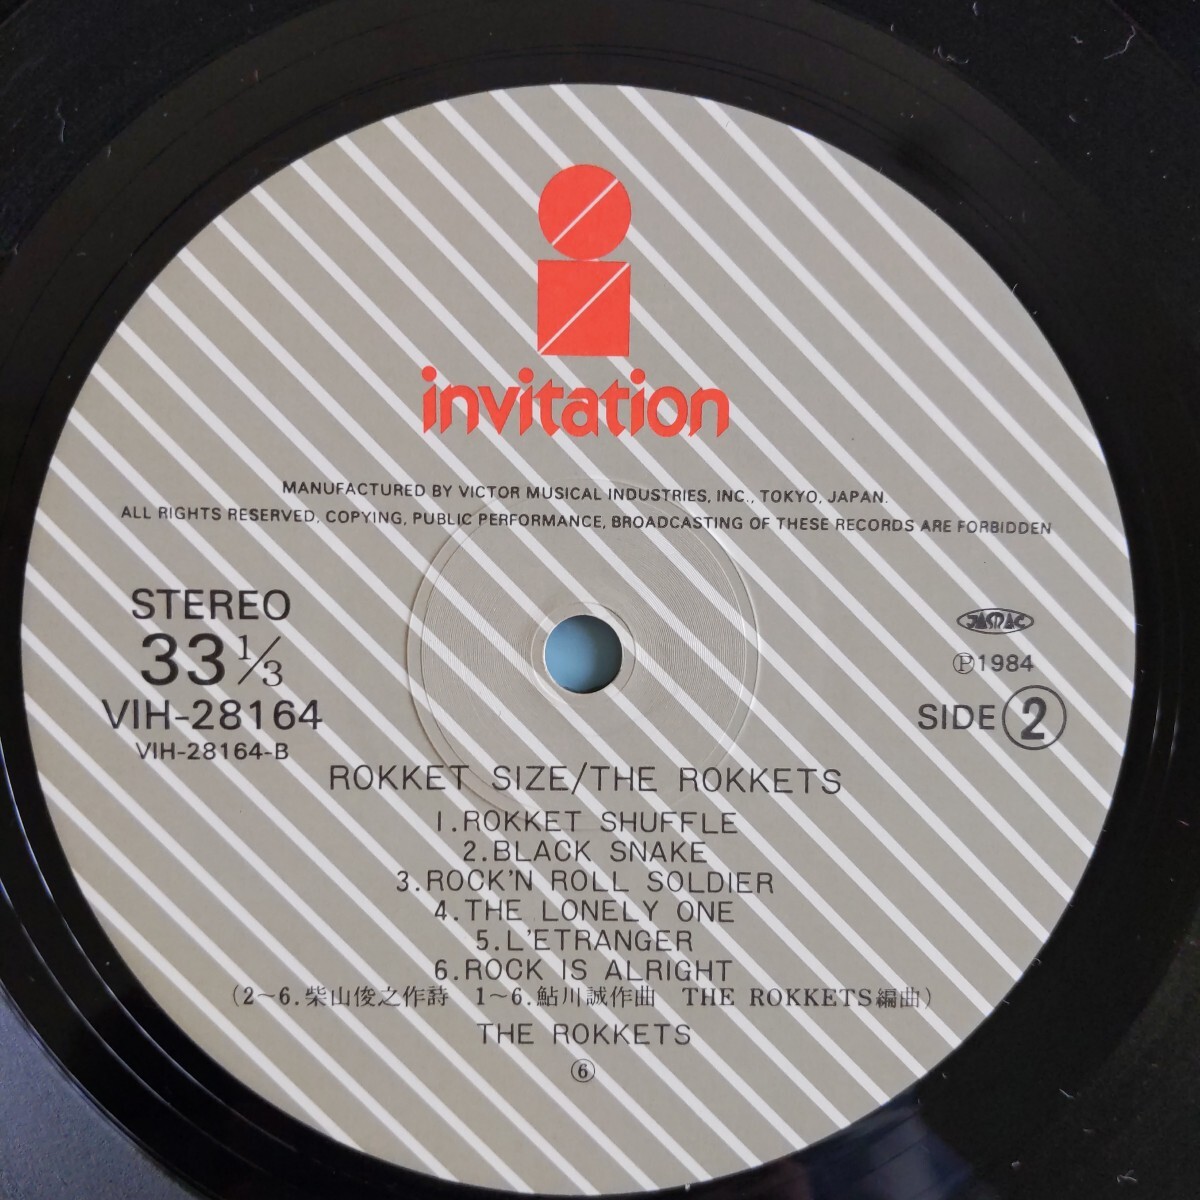 invitation
MANUFACTURED BY VICTOR MUSICAL INDUSTRIES, INC., TOKYO, JAPAN.
ALL RIGHTS RESERVED. COPYING, PUBLIC PERFORMANCE, BROADCASTING OF THESE RECORDS ARE FORBIDDEN
STEREO
33 1/3
VIH-28164
VIH-28164-B
JASRAC
Ⓟ1984
SIDE ②
ROKKET SIZE/THE ROKKETS
1.ROKKET SHUFFLE
2.BLACK SNAKE
3.ROCK'N ROLL SOLDIER
4.THE LONELY ONE
5.L'ETRANGER
6.ROCK IS ALRIGHT
(2~6.柴山俊之作詩 1~6.鮎川誠作曲 THE ROKKETS編曲)
THE ROKKETS
⑥